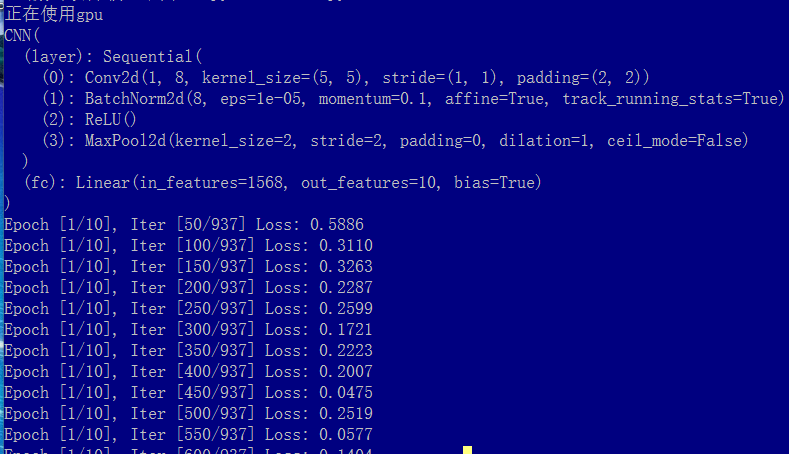 正在使用gpu
CNN(
  (layer): Sequential(
    (0): Conv2d(1, 8, kernel_size=(5, 5), stride=(1, 1), padding=(2, 2))
    (1): BatchNorm2d(8, eps=1e-05, momentum=0.1, affine=True, track_running_stats=True)
    (2): ReLU()
    (3): MaxPool2d(kernel_size=2, stride=2, padding=0, dilation=1, ceil_mode=False)
  )
  (fc): Linear(in_features=1568, out_features=10, bias=True)
)
Epoch [1/10], Iter [50/937] Loss: 0.5886
Epoch [1/10], Iter [100/937] Loss: 0.3110
Epoch [1/10], Iter [150/937] Loss: 0.3263
Epoch [1/10], Iter [200/937] Loss: 0.2287
Epoch [1/10], Iter [250/937] Loss: 0.2599
Epoch [1/10], Iter [300/937] Loss: 0.1721
Epoch [1/10], Iter [350/937] Loss: 0.2223
Epoch [1/10], Iter [400/937] Loss: 0.2007
Epoch [1/10], Iter [450/937] Loss: 0.0475
Epoch [1/10], Iter [500/937] Loss: 0.2519
Epoch [1/10], Iter [550/937] Loss: 0.0577
Epoch [1/10], Iter [600/937] Loss: